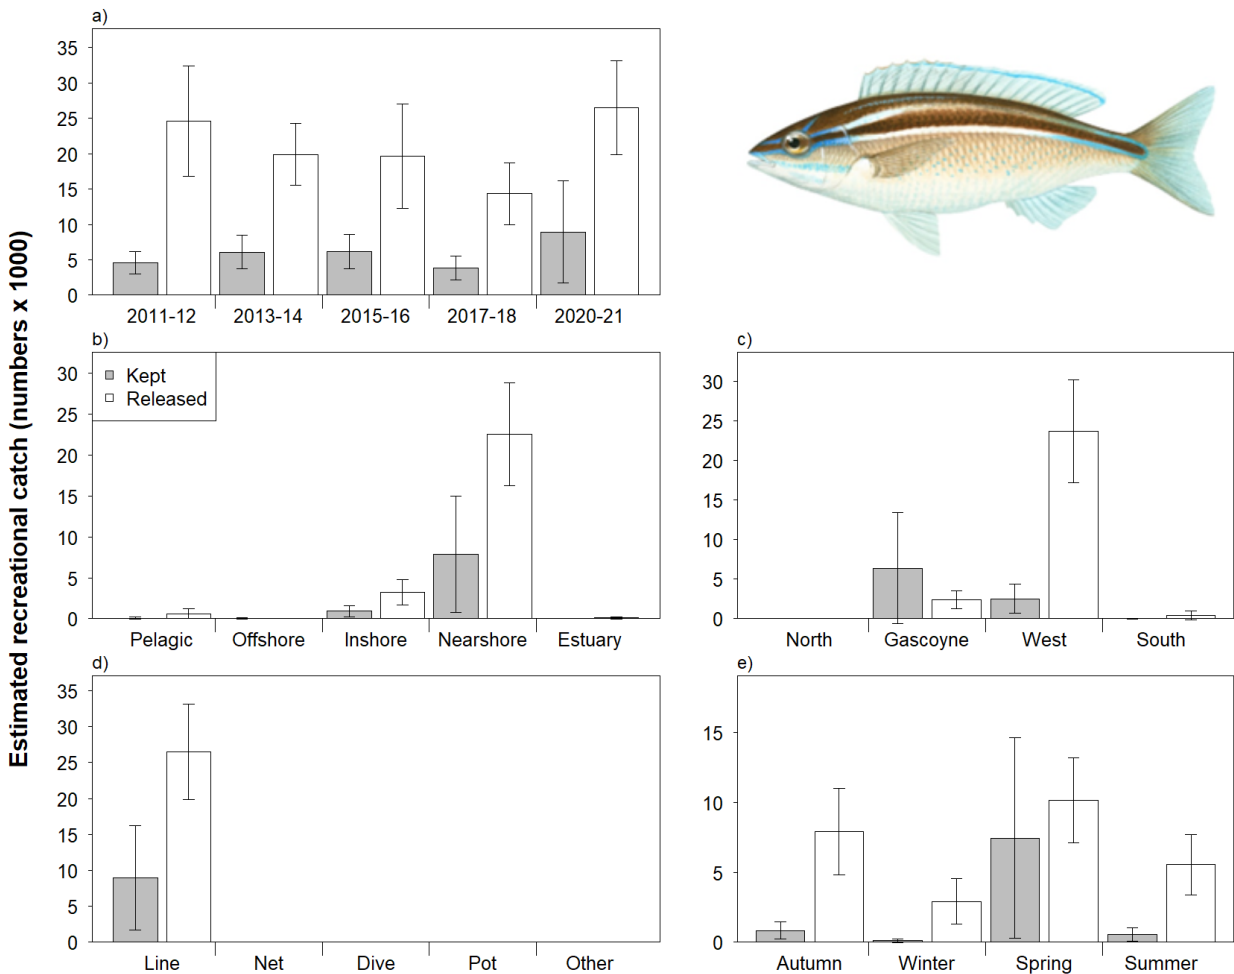 Estimated recreational catch (numbers x 1000)
a)
35
30
25
20
15
10
5
0
2011-12 2013-14 2015-16 2017-18 2020-21
b)
Kept
Released
30
25
20
15
10
5
0
Pelagic Offshore Inshore Nearshore Estuary
c)
30
25
20
15
10
5
0
North Gascoyne West South
d)
35
30
25
20
15
10
5
0
Line Net Dive Pot Other
e)
15
10
5
0
Autumn Winter Spring Summer